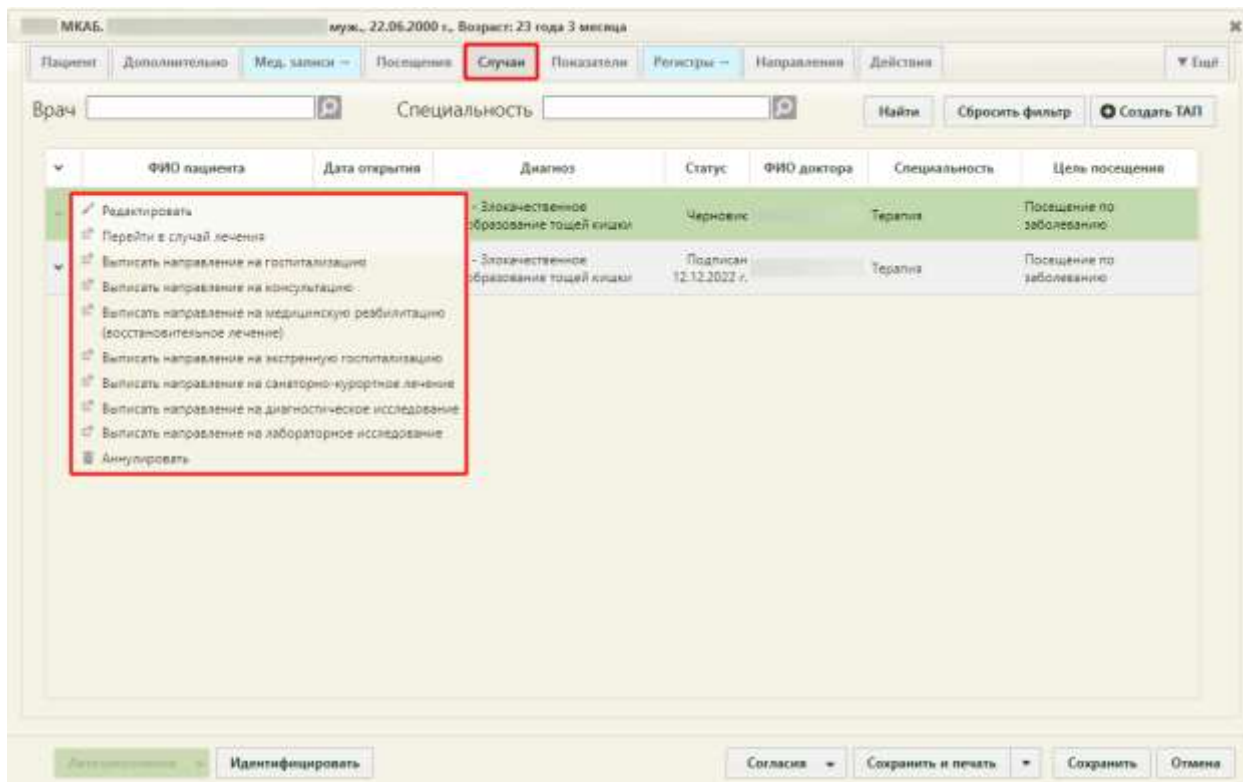 МКАБ. муж., 22.06.2000 г., Возраст: 23 года 3 месяца
Пациент Дополнительно Мед. записи Посещения Случаи Показатели Регистры Направления Действия Ещё
Врач Специальность Найти Сбросить фильтр Создать ТАП
ФИО пациента Дата открытия Диагноз Статус ФИО доктора Специальность Цель посещения
- Злокачественное
образование тощей кишки Черновик Терапия Посещение по
заболеванию
- Злокачественное
образование тощей кишки Подписан
12.12.2022 г. Терапия Посещение по
заболеванию
Редактировать
Перейти в случай лечения
Выписать направление на госпитализацию
Выписать направление на консультацию
Выписать направление на медицинскую реабилитацию
(восстановительное лечение)
Выписать направление на экстренную госпитализацию
Выписать направление на санаторно-курортное лечение
Выписать направление на диагностическое исследование
Выписать направление на лабораторное исследование
Аннулировать
Идентифицировать Согласия Сохранить и печать Сохранить Отмена